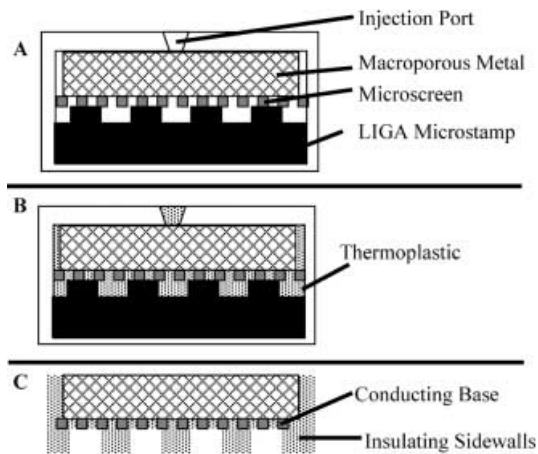 A
Injection Port
Macroporous Metal
Microscreen
LIGA Microstamp
B
Thermoplastic
C
Conducting Base
Insulating Sidewalls